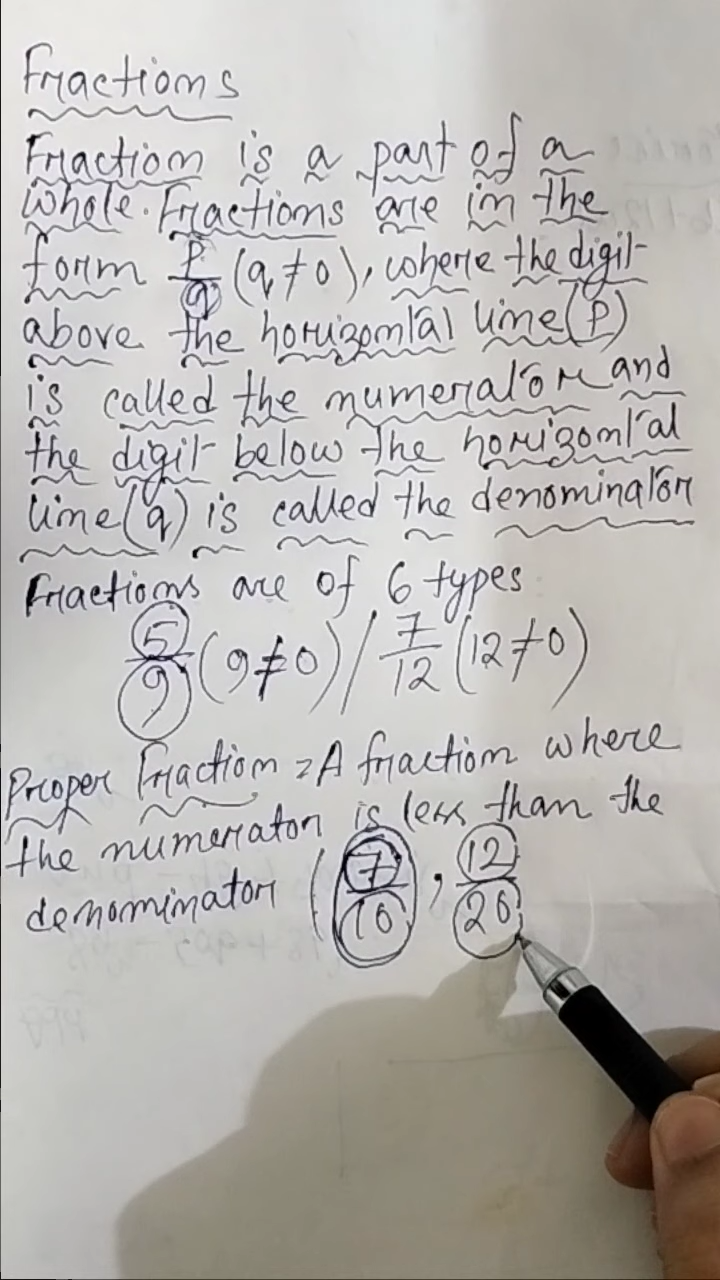 Fractions
Fraction is a part of a
whole. Fractions are in the
form p/q (q≠0), where the digit
above the horizontal line(p)
is called the numerator and
the digit below the horizontal
line(q) is called the denominator
Fractions are of 6 types
5/9 (9≠0) / 7/12 (12≠0)
Proper Fraction = A fraction where
the numerator is less than the
denominator (7/10, 12/20